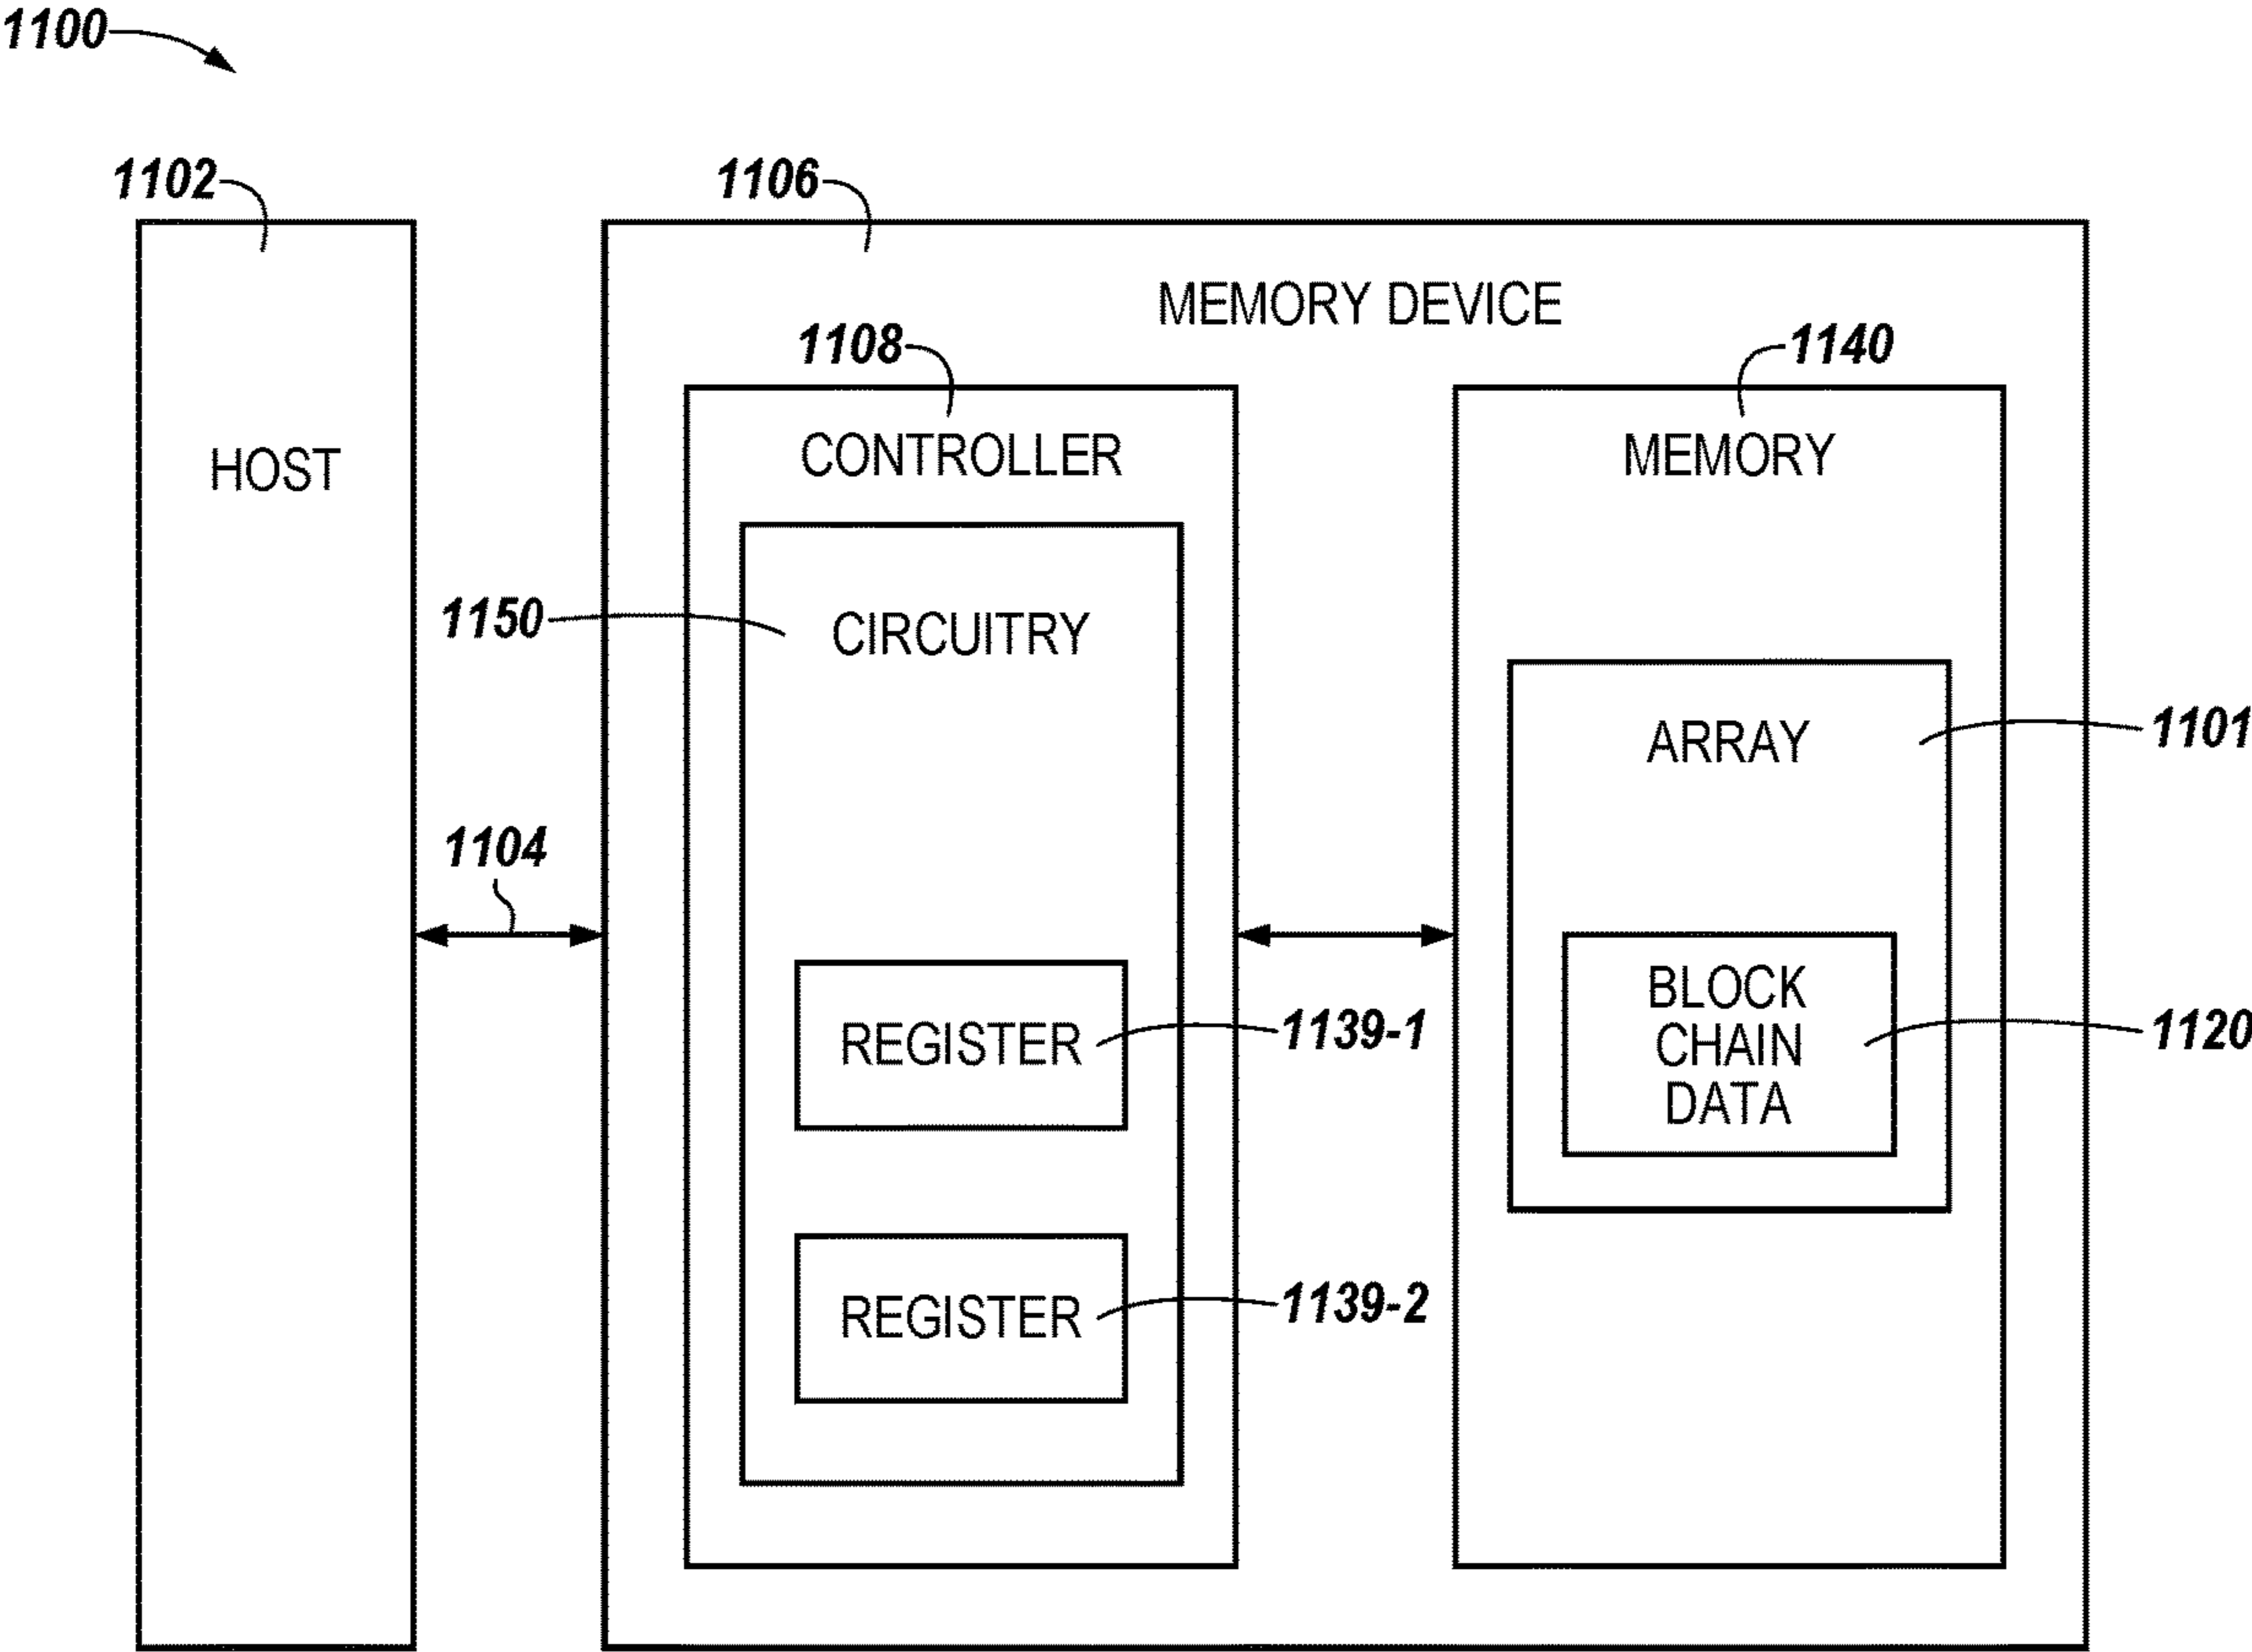 1100
1102
1106
MEMORY DEVICE
1108
1140
HOST
CONTROLLER
MEMORY
1150
CIRCUITRY
ARRAY
1101
1104
BLOCK
CHAIN
DATA
1120
REGISTER
1139-1
REGISTER
1139-2